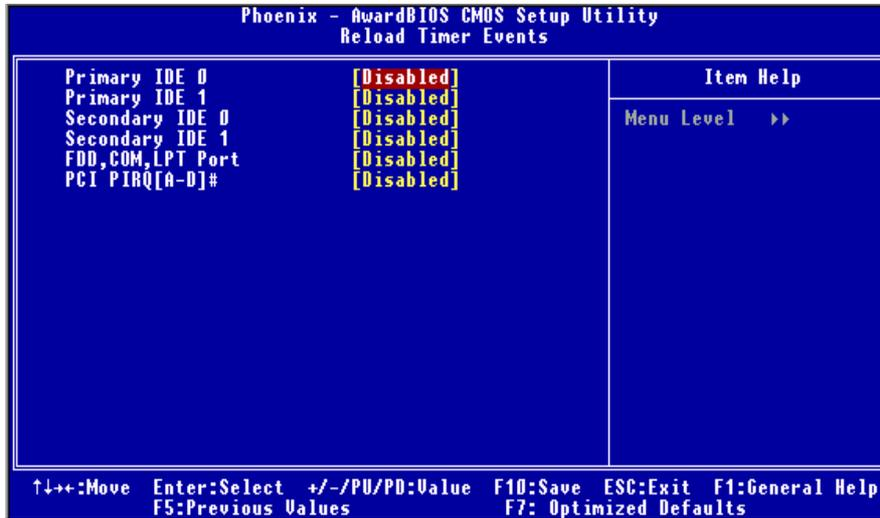 Phoenix - AwardBIOS CMOS Setup Utility
Reload Timer Events
Primary IDE 0 [Disabled]
Primary IDE 1 [Disabled]
Secondary IDE 0 [Disabled]
Secondary IDE 1 [Disabled]
FDD,COM,LPT Port [Disabled]
PCI PIRQ[A-D]# [Disabled]
Item Help
Menu Level ▸▸
↑↓→←:Move Enter:Select +/-/PU/PD:Value F10:Save ESC:Exit F1:General Help
F5:Previous Values F7: Optimized Defaults